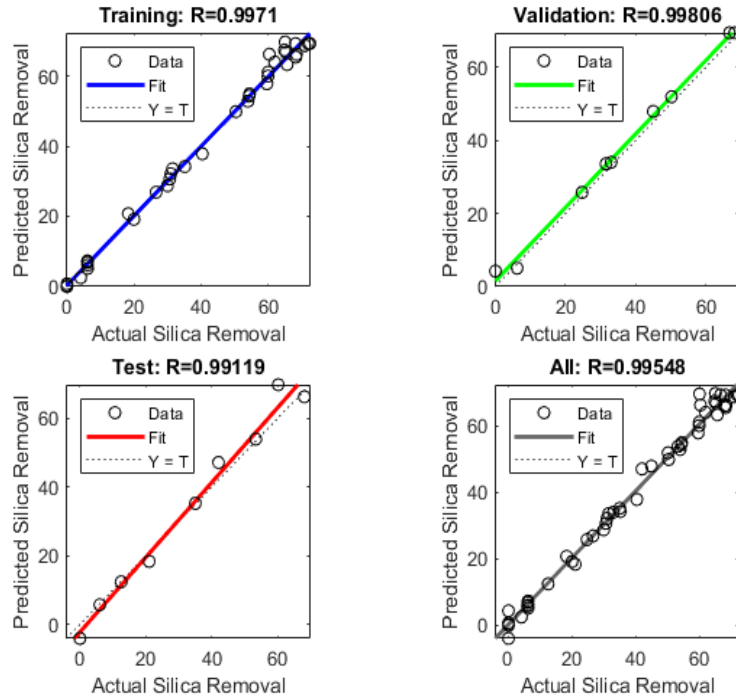 Training: R=0.9971
Predicted Silica Removal
60
40
20
0
Data
Fit
Y = T
0
20
40
60
Actual Silica Removal
Validation: R=0.99806
Predicted Silica Removal
60
40
20
0
Data
Fit
Y = T
0
20
40
60
Actual Silica Removal
Test: R=0.99119
Predicted Silica Removal
60
40
20
0
Data
Fit
Y = T
0
20
40
60
Actual Silica Removal
All: R=0.99548
Predicted Silica Removal
60
40
20
0
Data
Fit
Y = T
0
20
40
60
Actual Silica Removal